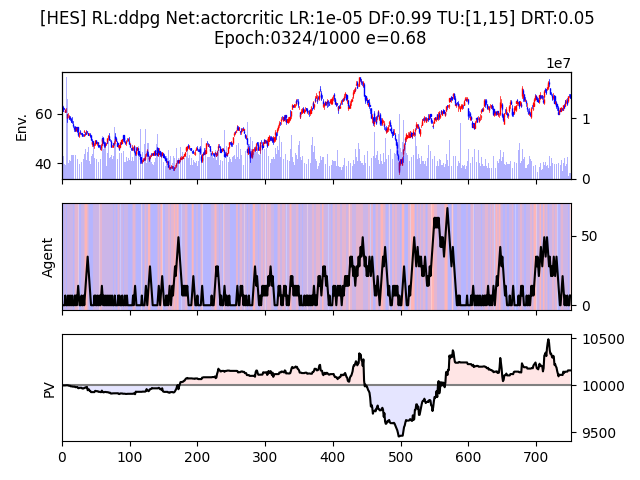 [HES] RL:ddpg Net:actorcritic LR:1e-05 DF:0.99 TU:[1,15] DRT:0.05
Epoch:0324/1000 e=0.68
1e7
Env.
60
40
1
0
Agent
50
0
PV
10500
10000
9500
0 100 200 300 400 500 600 700